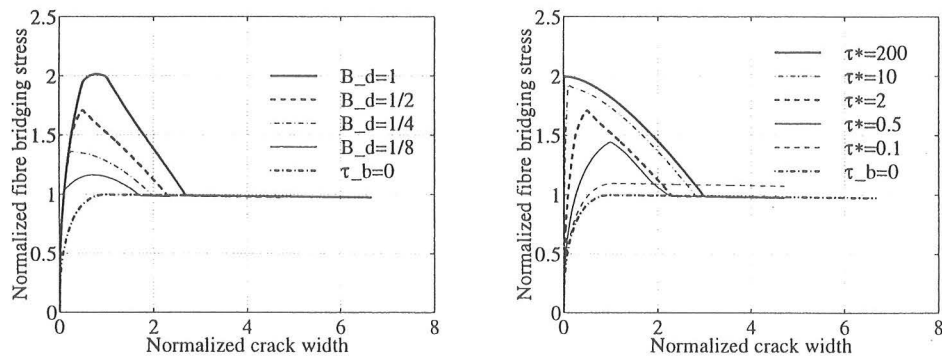 Normalized fibre bridging stress
2.5
2
1.5
1
0.5
0
0
2
4
6
8
Normalized crack width
B_d=1
B_d=1/2
B_d=1/4
B_d=1/8
τ_b=0
Normalized fibre bridging stress
2.5
2
1.5
1
0.5
0
0
2
4
6
8
Normalized crack width
τ*=200
τ*=10
τ*=2
τ*=0.5
τ*=0.1
τ_b=0